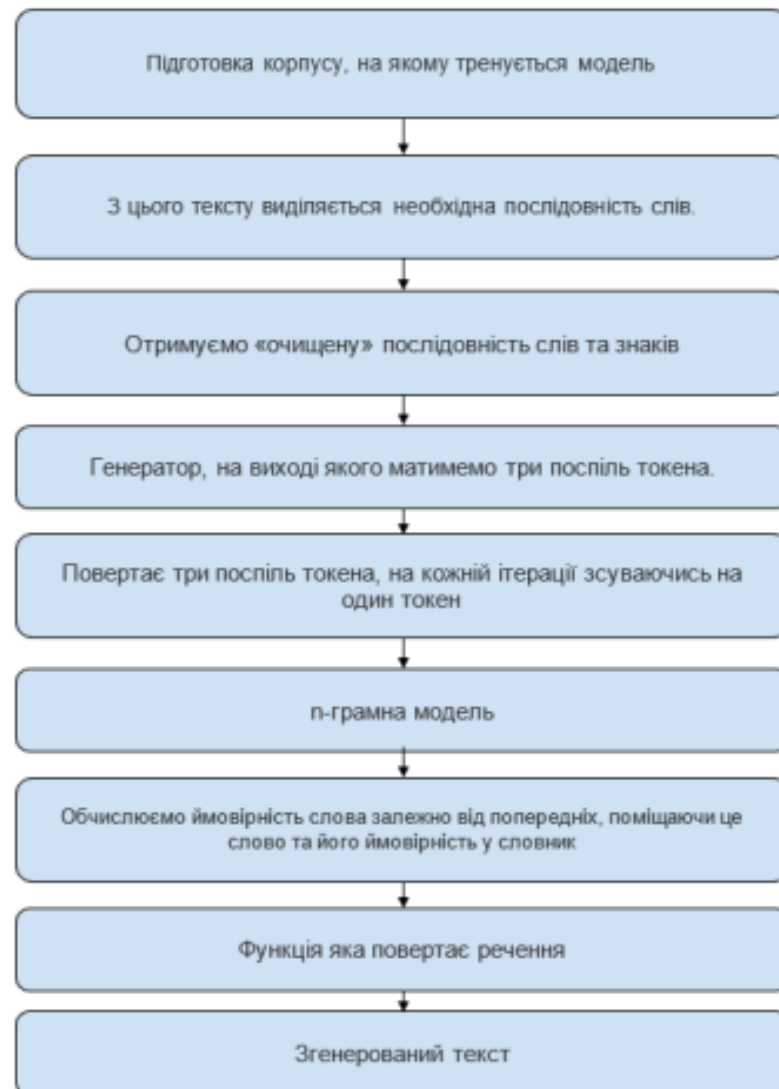 Підготовка корпусу, на якому тренується модель
З цього тексту виділяється необхідна послідовність слів.
Отримуємо «очищену» послідовність слів та знаків
Генератор, на виході якого матимемо три поспіль токена.
Повертає три поспіль токена, на кожній ітерації зсуваючись на
один токен
n-грамна модель
Обчислюємо ймовірність слова залежно від попередніх, поміщаючи це
слово та його ймовірність у словник
Функція яка повертає речення
Згенерований текст